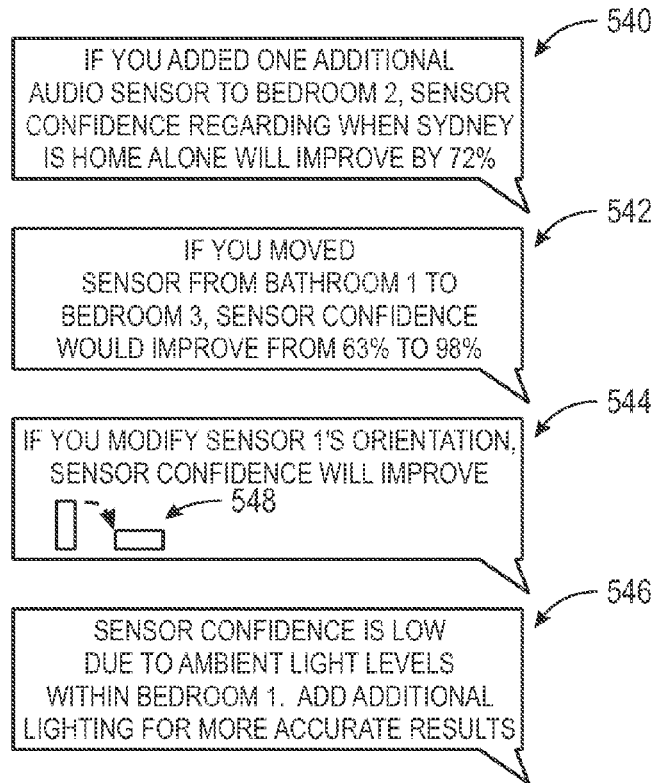 540
IF YOU ADDED ONE ADDITIONAL
AUDIO SENSOR TO BEDROOM 2, SENSOR
CONFIDENCE REGARDING WHEN SYDNEY
IS HOME ALONE WILL IMPROVE BY 72%
542
IF YOU MOVED
SENSOR FROM BATHROOM 1 TO
BEDROOM 3, SENSOR CONFIDENCE
WOULD IMPROVE FROM 63% TO 98%
544
IF YOU MODIFY SENSOR 1'S ORIENTATION,
SENSOR CONFIDENCE WILL IMPROVE
548
546
SENSOR CONFIDENCE IS LOW
DUE TO AMBIENT LIGHT LEVELS
WITHIN BEDROOM 1. ADD ADDITIONAL
LIGHTING FOR MORE ACCURATE RESULTS